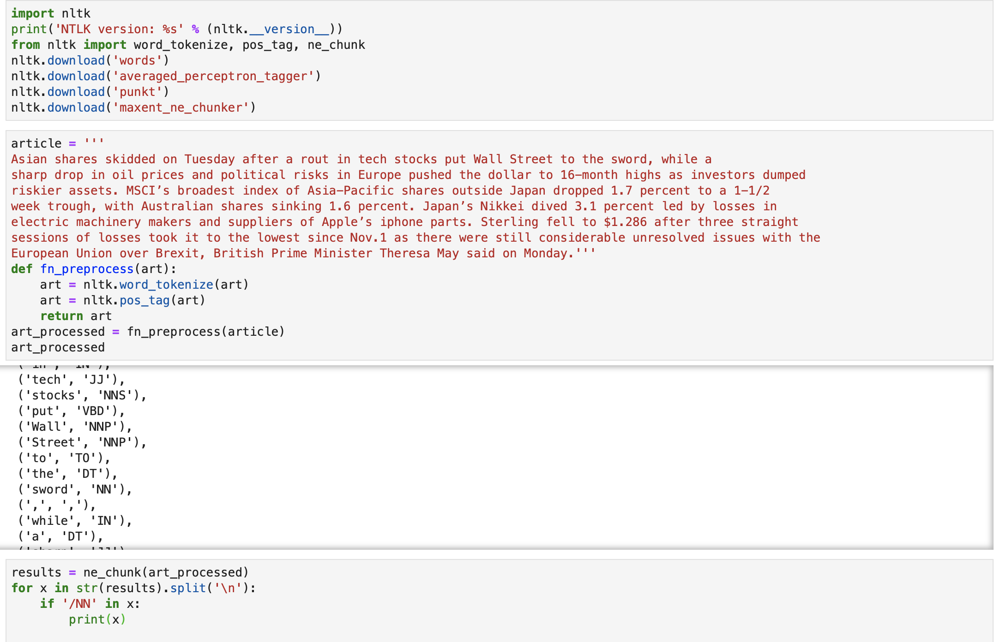 import nltk
print('NTLK version: %s' % (nltk.__version__))
from nltk import word_tokenize, pos_tag, ne_chunk
nltk.download('words')
nltk.download('averaged_perceptron_tagger')
nltk.download('punkt')
nltk.download('maxent_ne_chunker')
article = '''
Asian shares skidded on Tuesday after a rout in tech stocks put Wall Street to the sword, while a
sharp drop in oil prices and political risks in Europe pushed the dollar to 16-month highs as investors dumped
riskier assets. MSCI’s broadest index of Asia-Pacific shares outside Japan dropped 1.7 percent to a 1-1/2
week trough, with Australian shares sinking 1.6 percent. Japan’s Nikkei dived 3.1 percent led by losses in
electric machinery makers and suppliers of Apple’s iphone parts. Sterling fell to $1.286 after three straight
sessions of losses took it to the lowest since Nov.1 as there were still considerable unresolved issues with the
European Union over Brexit, British Prime Minister Theresa May said on Monday.'''
def fn_preprocess(art):
    art = nltk.word_tokenize(art)
    art = nltk.pos_tag(art)
    return art
art_processed = fn_preprocess(article)
art_processed
('in', 'IN'),
('tech', 'JJ'),
('stocks', 'NNS'),
('put', 'VBD'),
('Wall', 'NNP'),
('Street', 'NNP'),
('to', 'TO'),
('the', 'DT'),
('sword', 'NN'),
(',', ','),
('while', 'IN'),
('a', 'DT'),
('sharp', 'JJ')
results = ne_chunk(art_processed)
for x in str(results).split('\n'):
    if '/NN' in x:
        print(x)